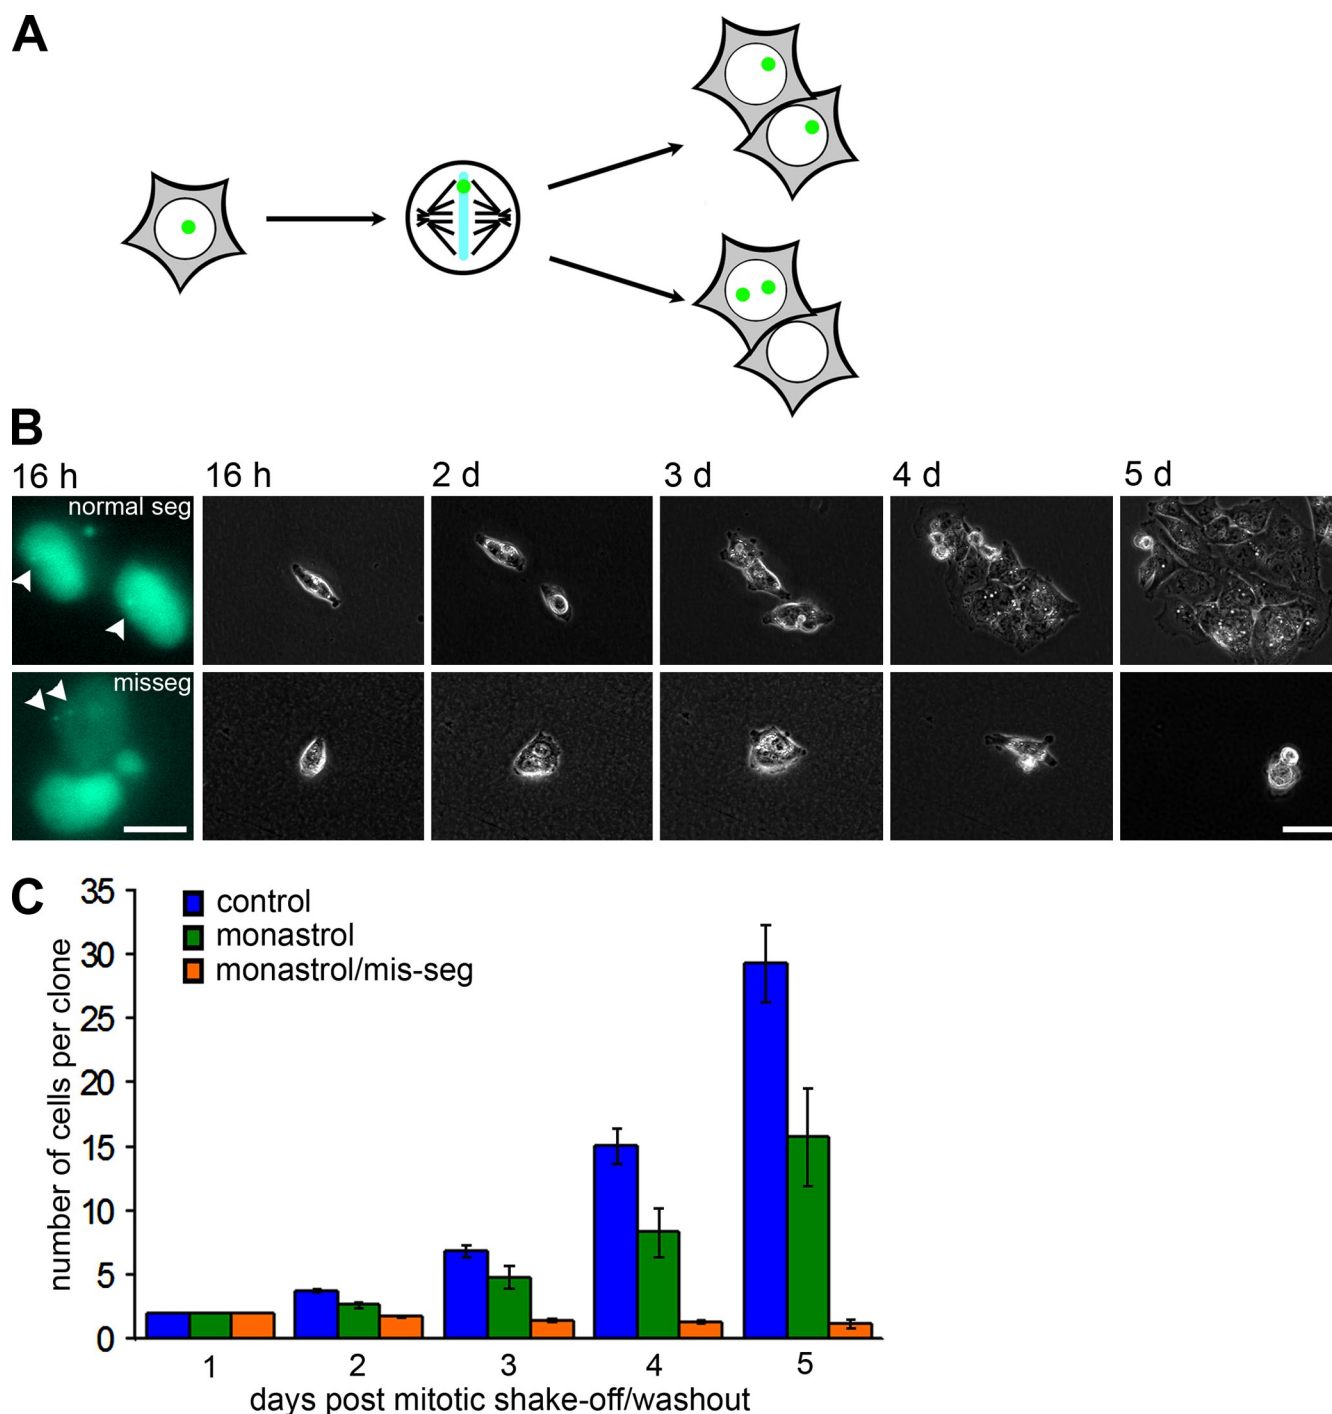 A
B
16 h 16 h 2 d 3 d 4 d 5 d
normal seg
misseg
C
control
monastrol
monastrol/mis-seg
number of cells per clone
35
30
25
20
15
10
5
0
1 2 3 4 5
days post mitotic shake-off/washout